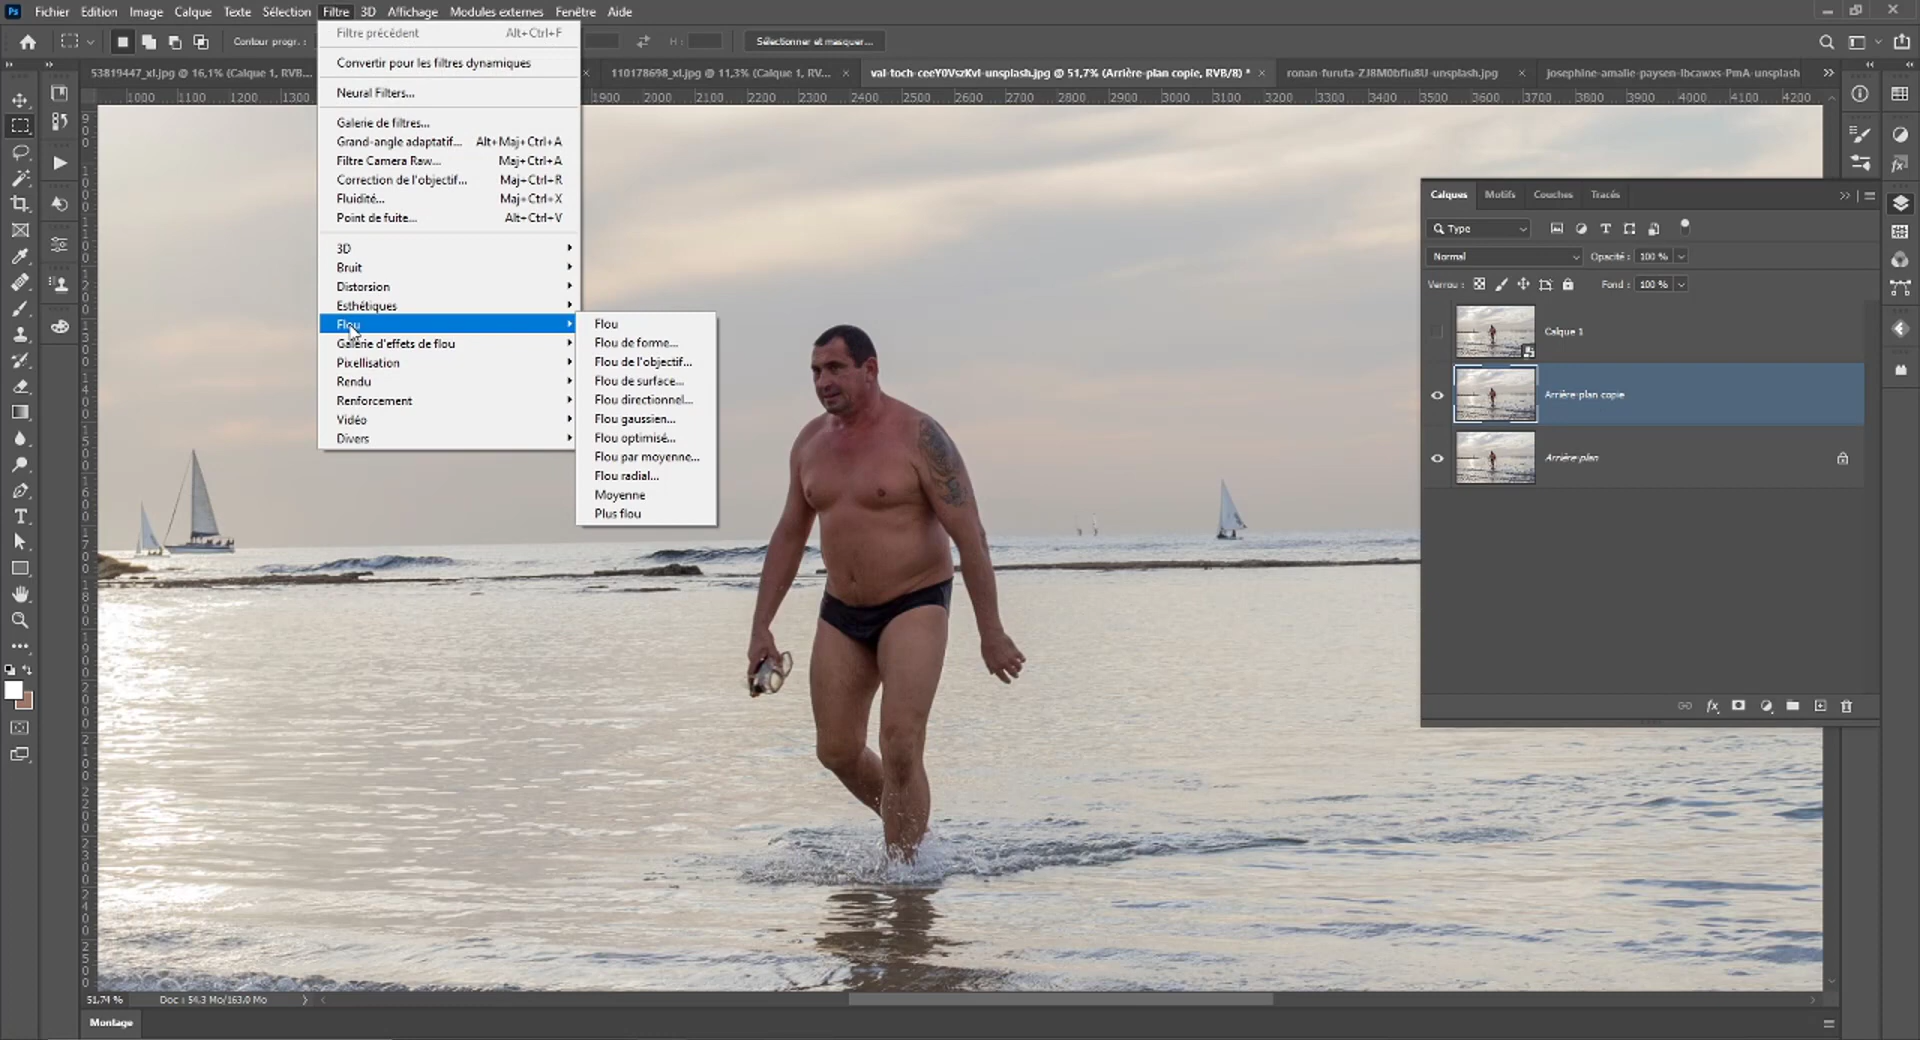 Ps Fichier Edition Image Calque Texte Sélection Filtre 3D Affichage Modules externes Fenêtre Aide
Contour progr. :
H :
Sélectionner et masquer...
53819447_xl.jpg @ 16,1% (Calque 1, RVB...
110178698_xl.jpg @ 11,3% (Calque 1, RV...
val-toch-ceeY0VszKvI-unsplash.jpg @ 51,7% (Arrière-plan copie, RVB/8) *
ronan-furuta-ZJ8M0bflu8U-unsplash.jpg
josephine-amalie-paysen-lbcawxs-PmA-unsplash
1000 1100 1200 1300 1900 2000 2100 2200 2300 2400 2500 2600 2700 2800 2900 3000 3100 3200 3300 3400 3500 3600 3700 3800 3900 4000 4100 4200
Filtre précédent Alt+Ctrl+F
Convertir pour les filtres dynamiques
Neural Filters...
Galerie de filtres...
Grand-angle adaptatif... Alt+Maj+Ctrl+A
Filtre Camera Raw... Maj+Ctrl+A
Correction de l'objectif... Maj+Ctrl+R
Fluidité... Maj+Ctrl+X
Point de fuite... Alt+Ctrl+V
3D
Bruit
Distorsion
Esthétiques
Flou
Galerie d'effets de flou
Pixellisation
Rendu
Renforcement
Vidéo
Divers
Flou
Flou de forme...
Flou de l'objectif...
Flou de surface...
Flou directionnel...
Flou gaussien...
Flou optimisé...
Flou par moyenne...
Flou radial...
Moyenne
Plus flou
Calques Motifs Couches Tracés
Type
Normal Opacité : 100 %
Verrou : Fond : 100 %
Calque 1
Arrière-plan copie
Arrière-plan
fx
51,74 % Doc : 54.3 Mo/163.0 Mo
Montage